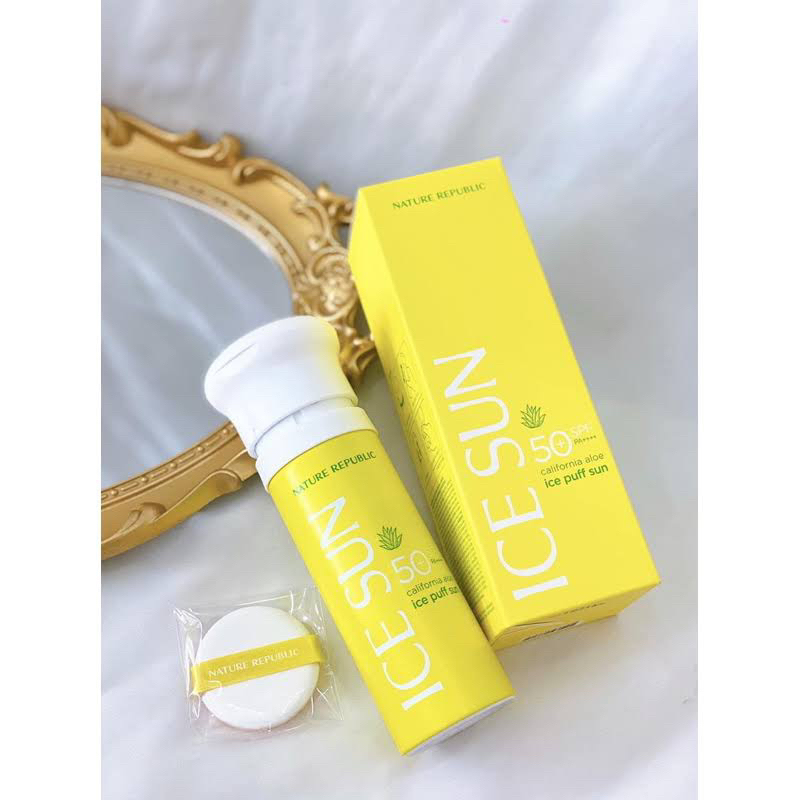 NATURE REPUBLIC
ICE SUN
50+
SPF
PA++++
california aloe
ice puff sun
NATURE REPUBLIC
ICE SUN
50+
california aloe
ice puff sun
NATURE REPUBLIC